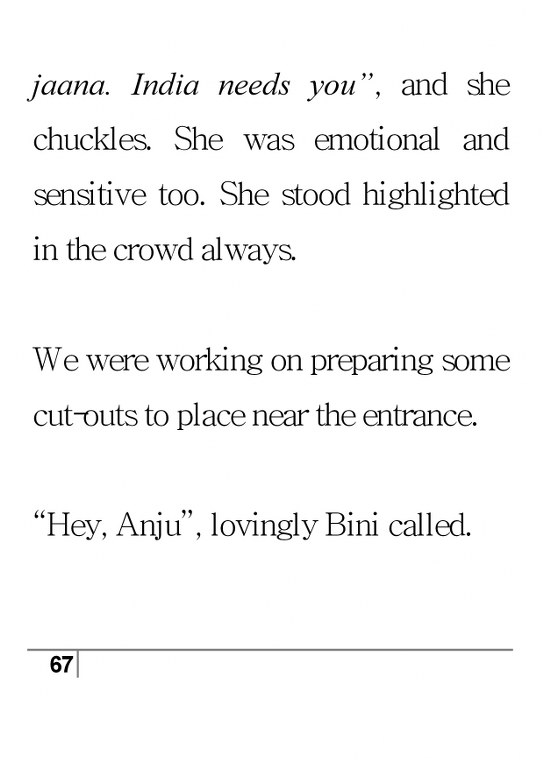 jaana. India needs you”, and she
chuckles. She was emotional and
sensitive too. She stood highlighted
in the crowd always.
We were working on preparing some
cut-outs to place near the entrance.
“Hey, Anju”, lovingly Bini called.
67